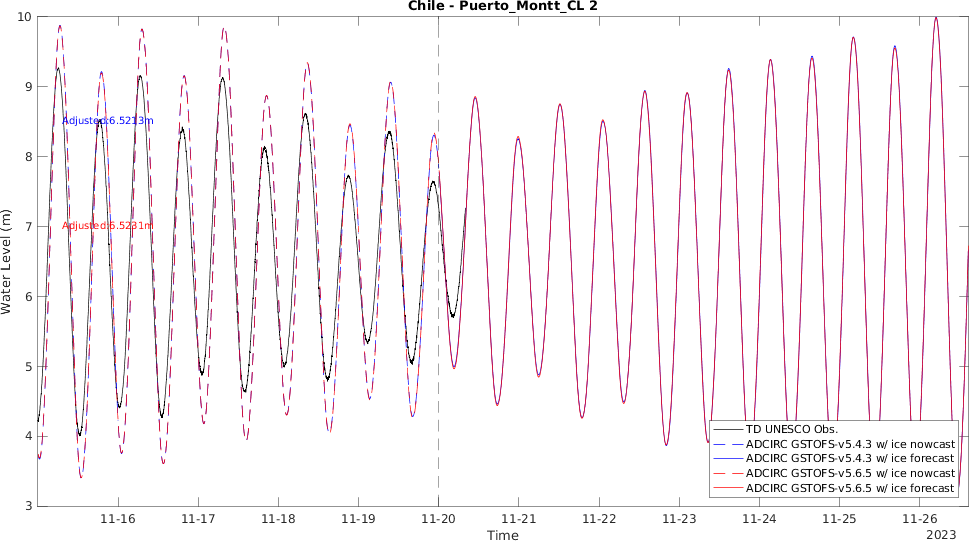 Chile - Puerto_Montt_CL 2
10
9
8
7
6
5
4
3
Water Level (m)
Adjusted:6.5213m
Adjusted:6.5231m
TD UNESCO Obs.
ADCIRC GSTOFS-v5.4.3 w/ ice nowcast
ADCIRC GSTOFS-v5.4.3 w/ ice forecast
ADCIRC GSTOFS-v5.6.5 w/ ice nowcast
ADCIRC GSTOFS-v5.6.5 w/ ice forecast
11-16 11-17 11-18 11-19 11-20 11-21 11-22 11-23 11-24 11-25 11-26
Time
2023